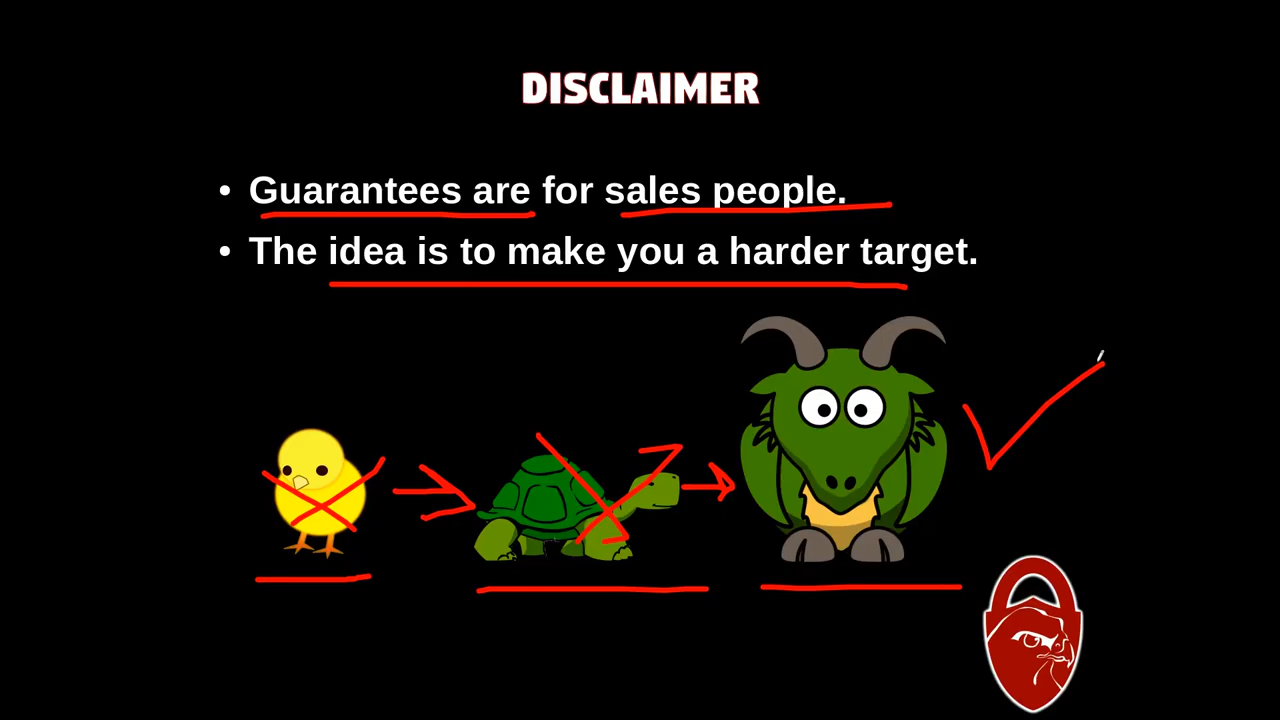 DISCLAIMER
• Guarantees are for sales people.
• The idea is to make you a harder target.